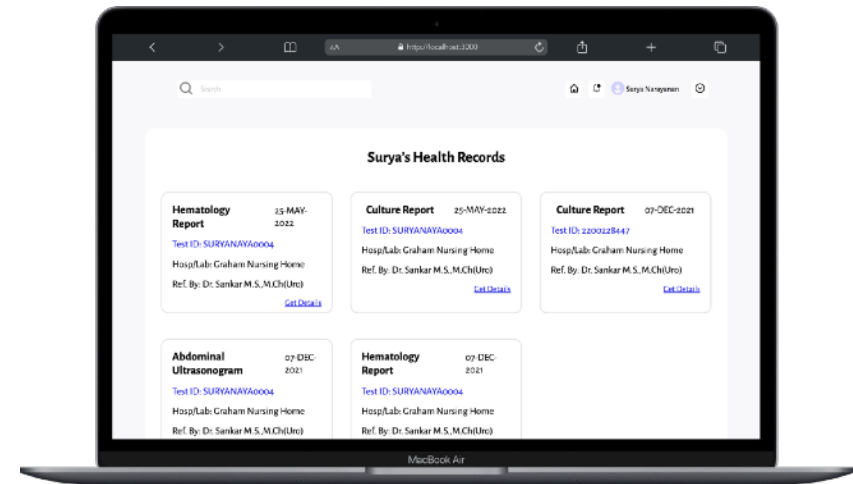 AA
http://localhost:3000
Search
Surya Narayanan
Surya's Health Records
Hematology Report
25-MAY-2022
Test ID: SURYANAYA0004
Hosp/Lab: Graham Nursing Home
Ref. By: Dr. Sankar M.S.,M.Ch(Uro)
Get Details
Culture Report
25-MAY-2022
Test ID: SURYANAYA0004
Hosp/Lab: Graham Nursing Home
Ref. By: Dr. Sankar M.S.,M.Ch(Uro)
Get Details
Culture Report
07-DEC-2021
Test ID: 2200228447
Hosp/Lab: Graham Nursing Home
Ref. By: Dr. Sankar M.S.,M.Ch(Uro)
Get Details
Abdominal Ultrasonogram
07-DEC-2021
Test ID: SURYANAYA0004
Hosp/Lab: Graham Nursing Home
Ref. By: Dr. Sankar M.S.,M.Ch(Uro)
Hematology Report
07-DEC-2021
Test ID: SURYANAYA0004
Hosp/Lab: Graham Nursing Home
Ref. By: Dr. Sankar M.S.,M.Ch(Uro)
MacBook Air